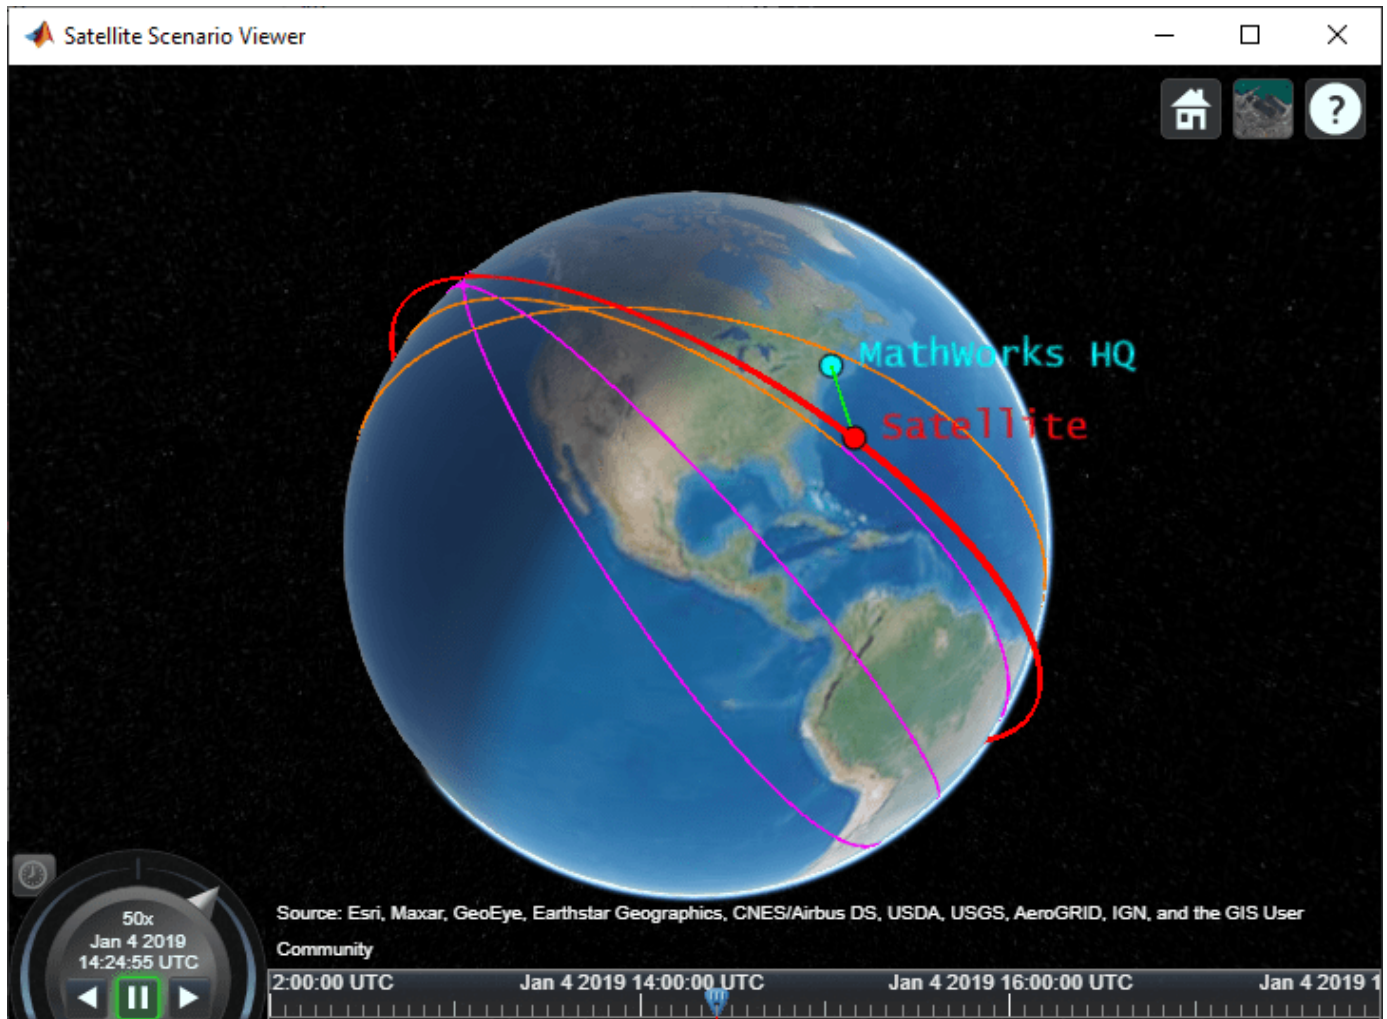 Satellite Scenario Viewer
?
MathWorks HQ
Satellite
Source: Esri, Maxar, GeoEye, Earthstar Geographics, CNES/Airbus DS, USDA, USGS, AeroGRID, IGN, and the GIS User
Community
50x
Jan 4 2019
14:24:55 UTC
2:00:00 UTC Jan 4 2019 14:00:00 UTC Jan 4 2019 16:00:00 UTC Jan 4 2019 1